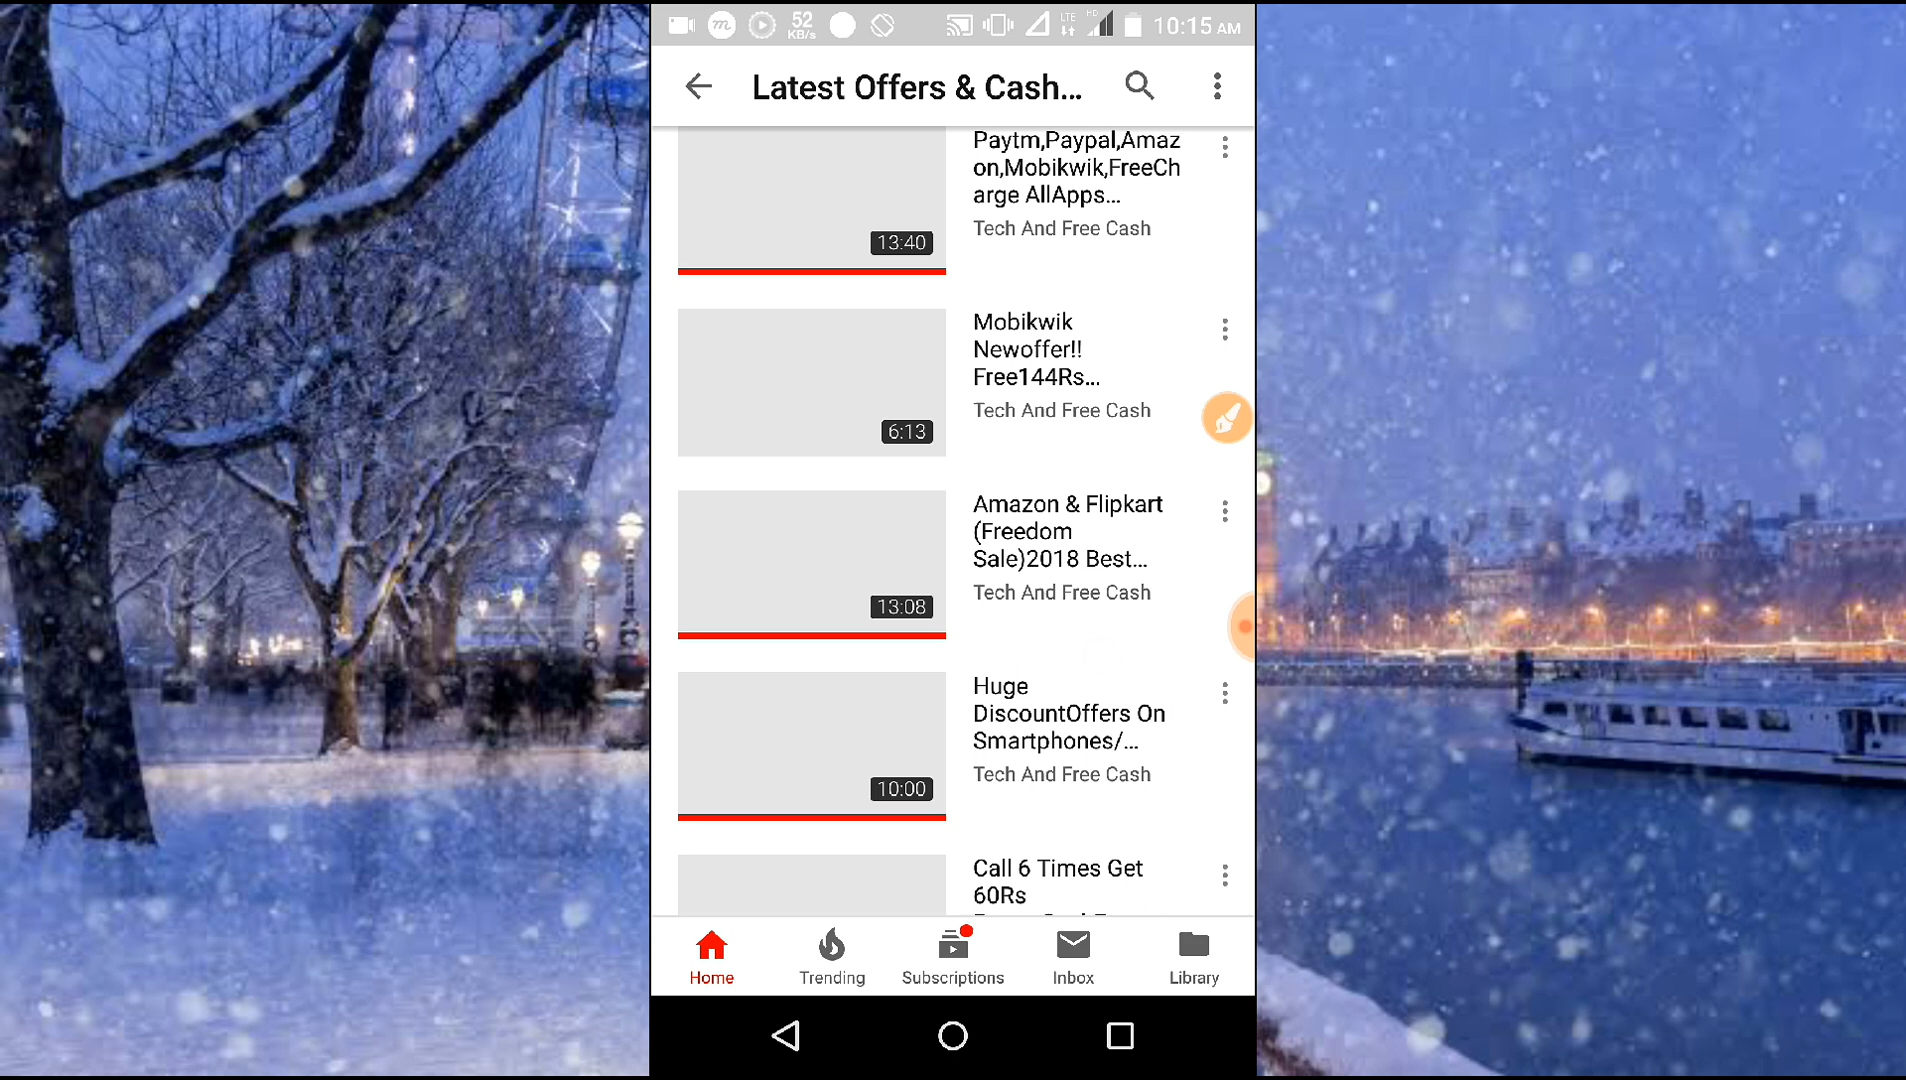 52
KB/s
LTE
HD
10:15 AM
Latest Offers & Cash...
Paytm,Paypal,Amaz
on,Mobikwik,FreeCh
arge AllApps...
Tech And Free Cash
13:40
Mobikwik
Newoffer!!
Free144Rs...
Tech And Free Cash
6:13
Amazon & Flipkart
(Freedom
Sale)2018 Best...
Tech And Free Cash
13:08
Huge
DiscountOffers On
Smartphones/...
Tech And Free Cash
10:00
Call 6 Times Get
60Rs
Home
Trending
Subscriptions
Inbox
Library